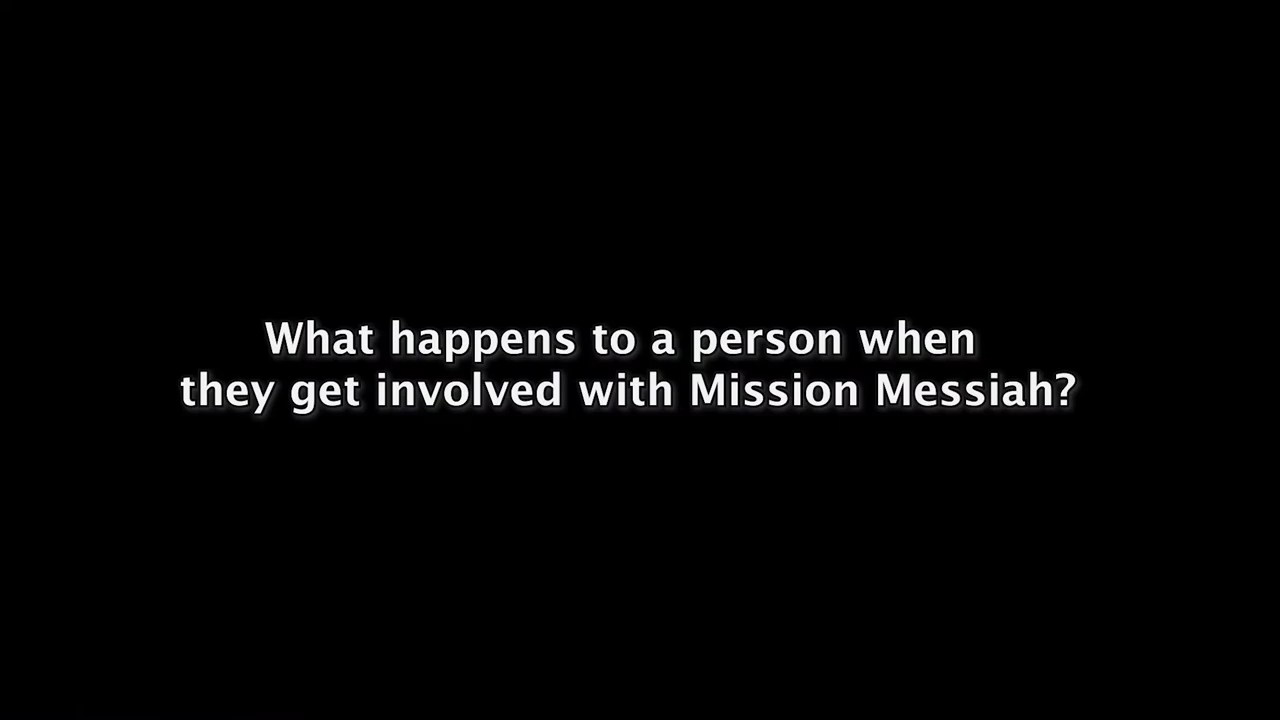 What happens to a person when
they get involved with Mission Messiah?